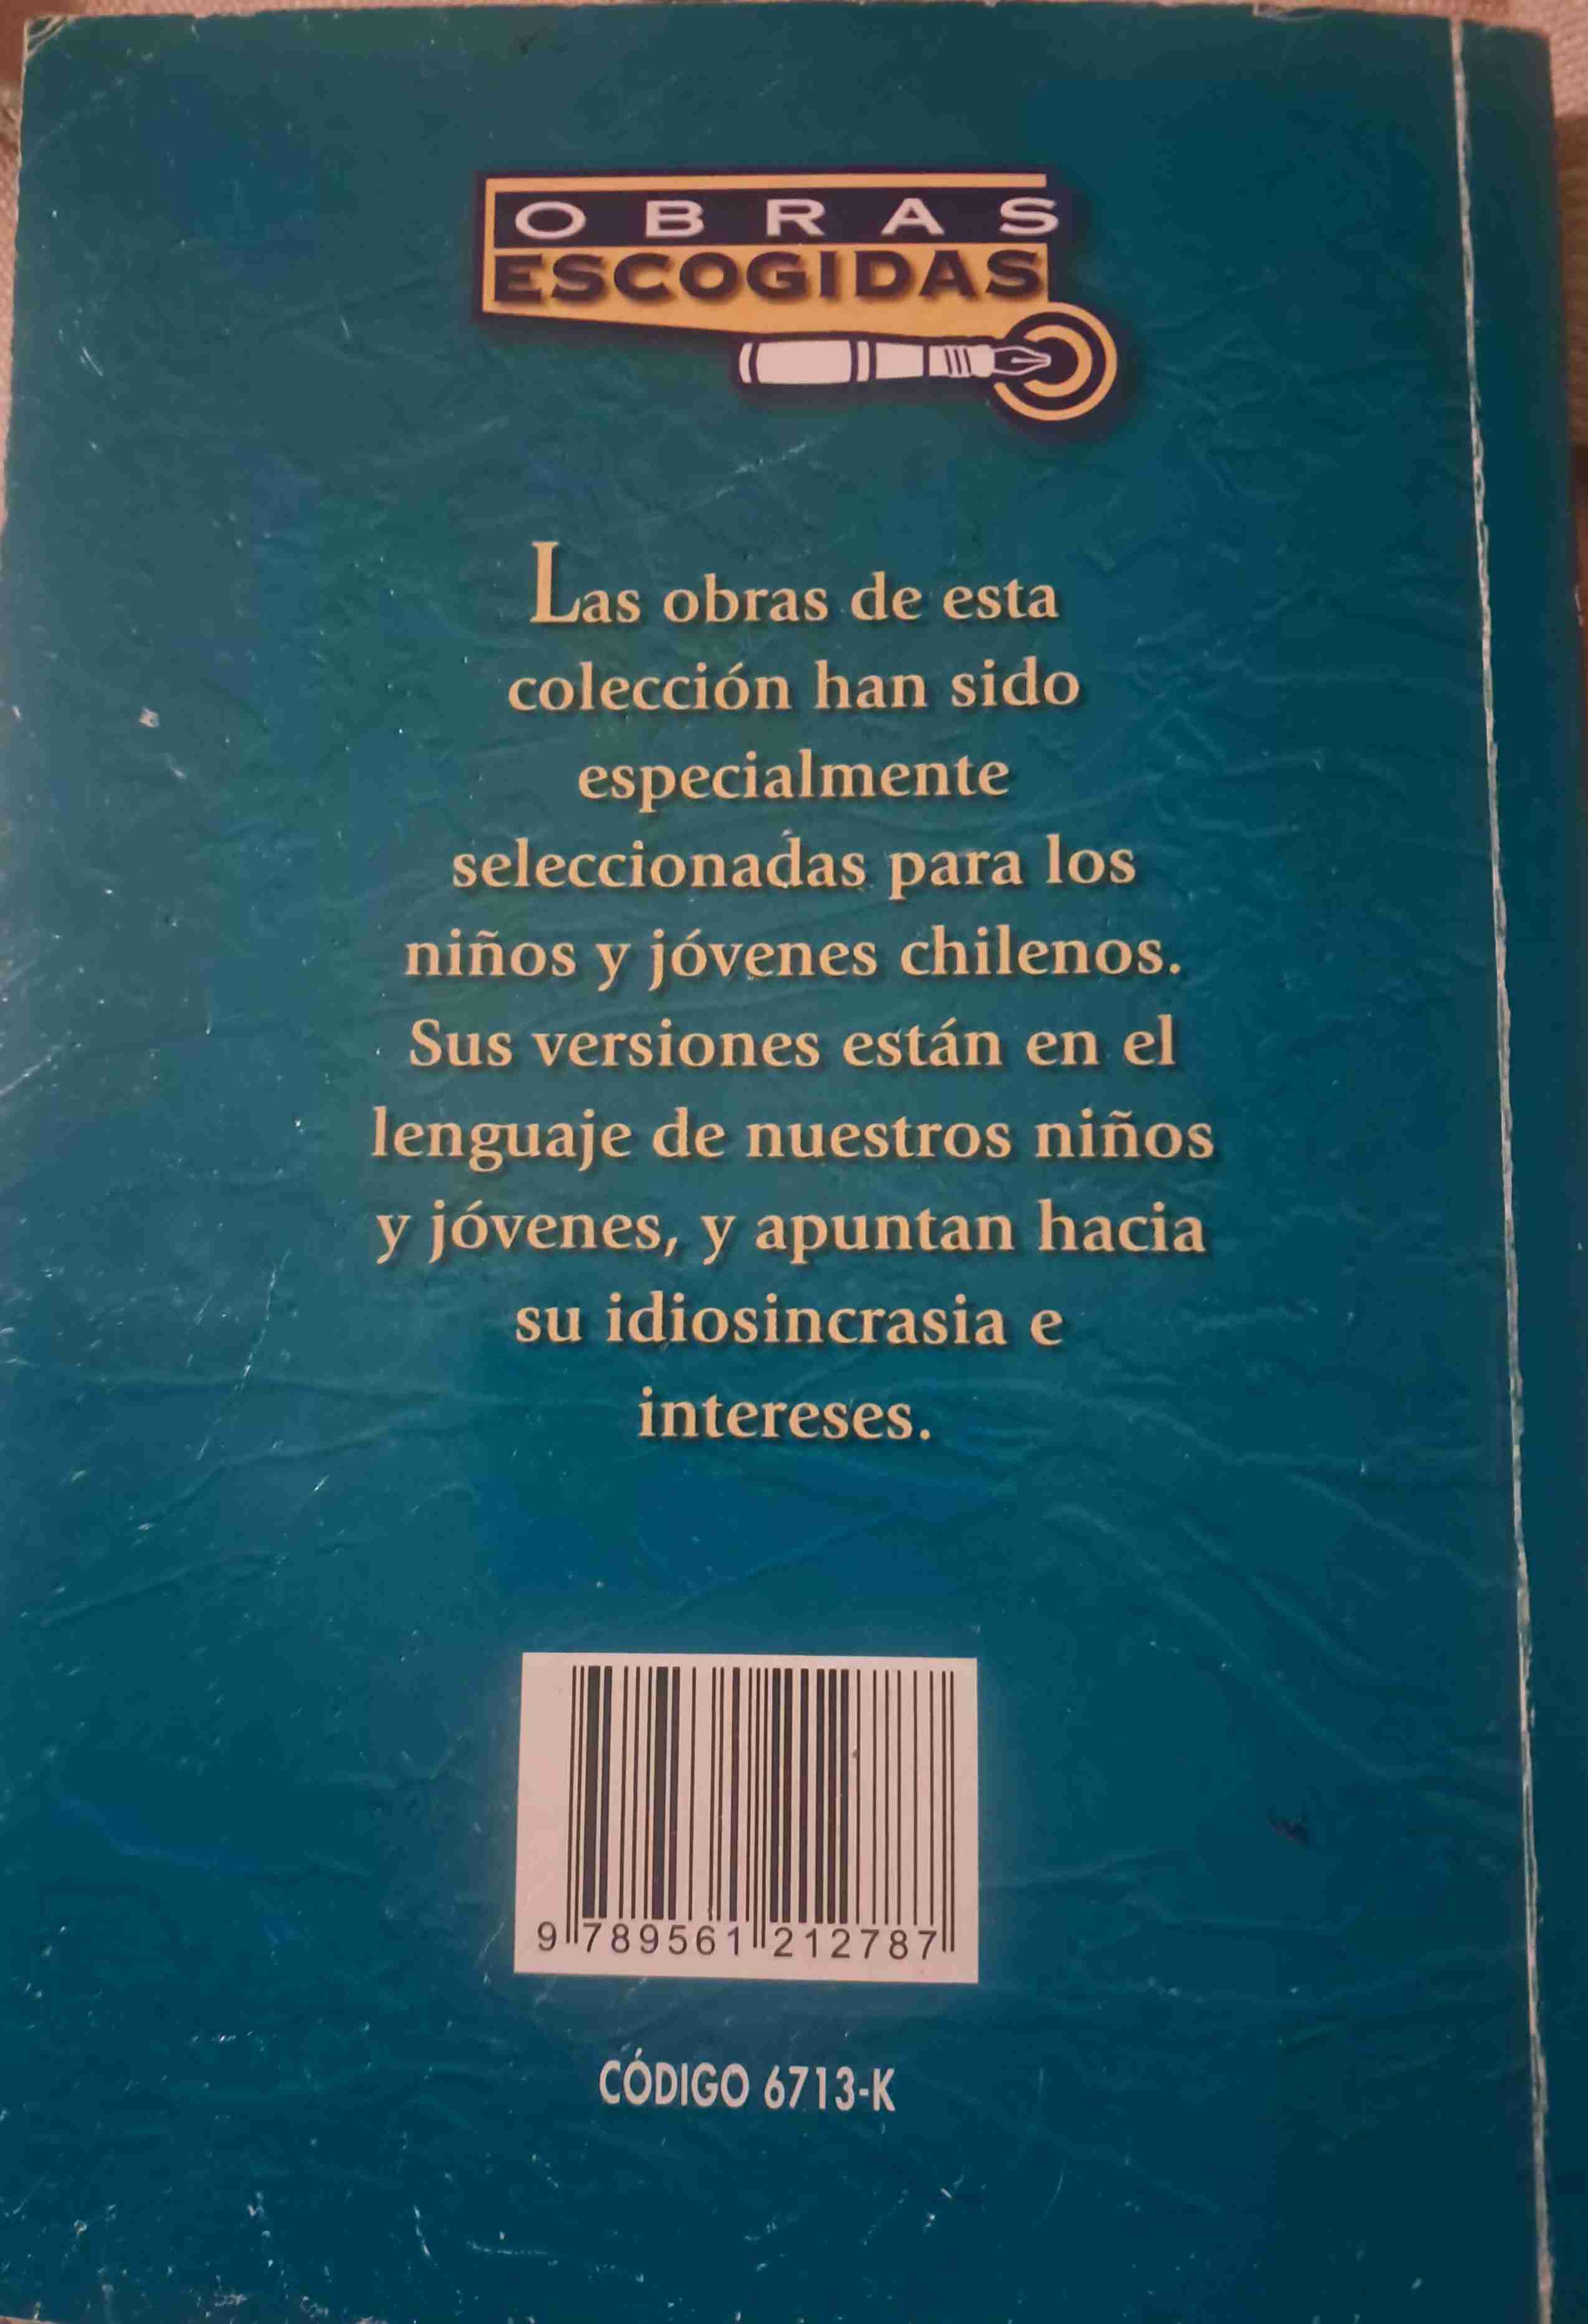 OBRAS
ESCOGIDAS
Las obras de esta
colección han sido
especialmente
seleccionadas para los
niños y jóvenes chilenos.
Sus versiones están en el
lenguaje de nuestros niños
y jóvenes, y apuntan hacia
su idiosincrasia e
intereses.
9 789561 212787
CÓDIGO 6713-K